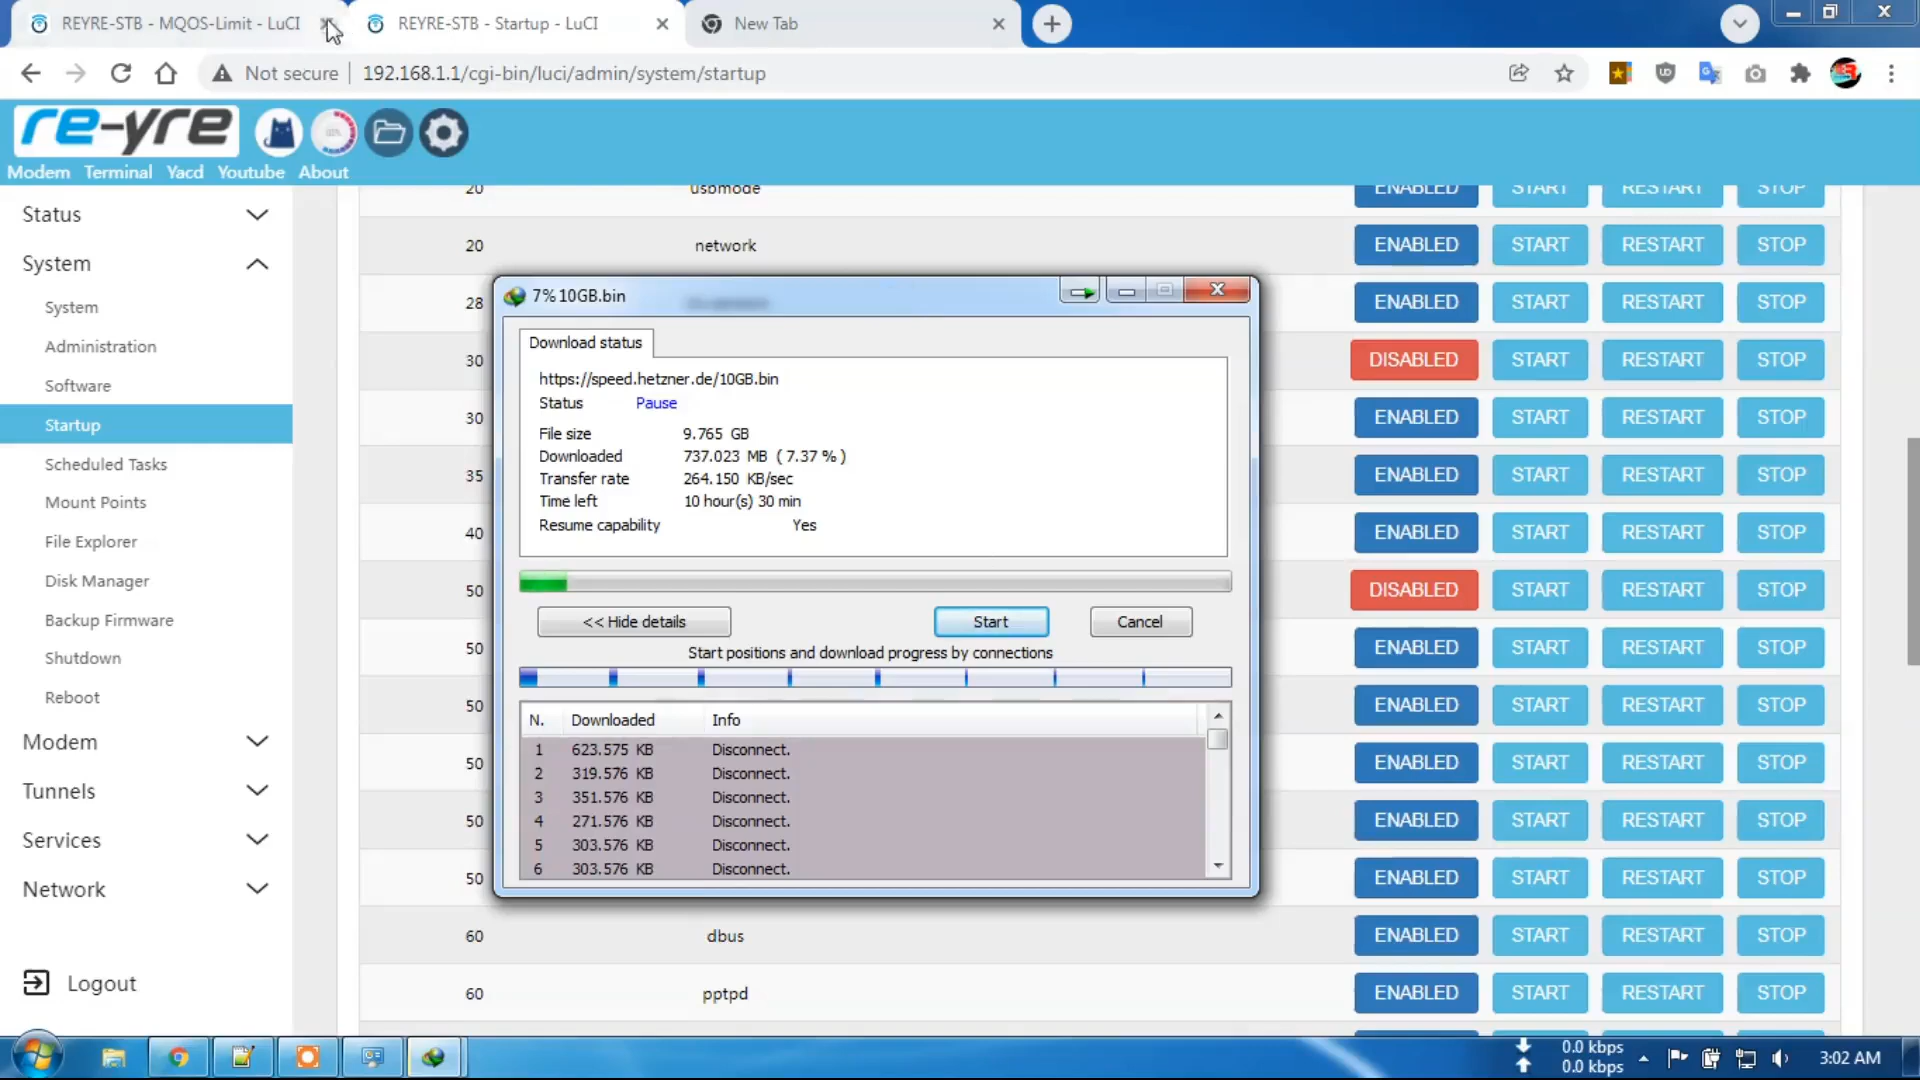 REYRE-STB - MQOS-Limit - LuCI
REYRE-STB - Startup - LuCI
New Tab
Not secure
192.168.1.1/cgi-bin/luci/admin/system/startup
re-yre
Modem Terminal Yacd Youtube About
Status
System
System
Administration
Software
Startup
Scheduled Tasks
Mount Points
File Explorer
Disk Manager
Backup Firmware
Shutdown
Reboot
Modem
Tunnels
Services
Network
Logout
20 usbmode ENABLED START RESTART STOP
20 network ENABLED START RESTART STOP
28 ENABLED START RESTART STOP
30 DISABLED START RESTART STOP
30 ENABLED START RESTART STOP
35 ENABLED START RESTART STOP
40 ENABLED START RESTART STOP
50 DISABLED START RESTART STOP
50 ENABLED START RESTART STOP
50 ENABLED START RESTART STOP
50 ENABLED START RESTART STOP
50 ENABLED START RESTART STOP
50 ENABLED START RESTART STOP
60 dbus ENABLED START RESTART STOP
60 pptpd ENABLED START RESTART STOP
7% 10GB.bin
Download status
https://speed.hetzner.de/10GB.bin
Status Pause
File size 9.765 GB
Downloaded 737.023 MB ( 7.37 % )
Transfer rate 264.150 KB/sec
Time left 10 hour(s) 30 min
Resume capability Yes
<< Hide details
Start
Cancel
Start positions and download progress by connections
N. Downloaded Info
1 623.575 KB Disconnect.
2 319.576 KB Disconnect.
3 351.576 KB Disconnect.
4 271.576 KB Disconnect.
5 303.576 KB Disconnect.
6 303.576 KB Disconnect.
0.0 kbps
0.0 kbps
3:02 AM